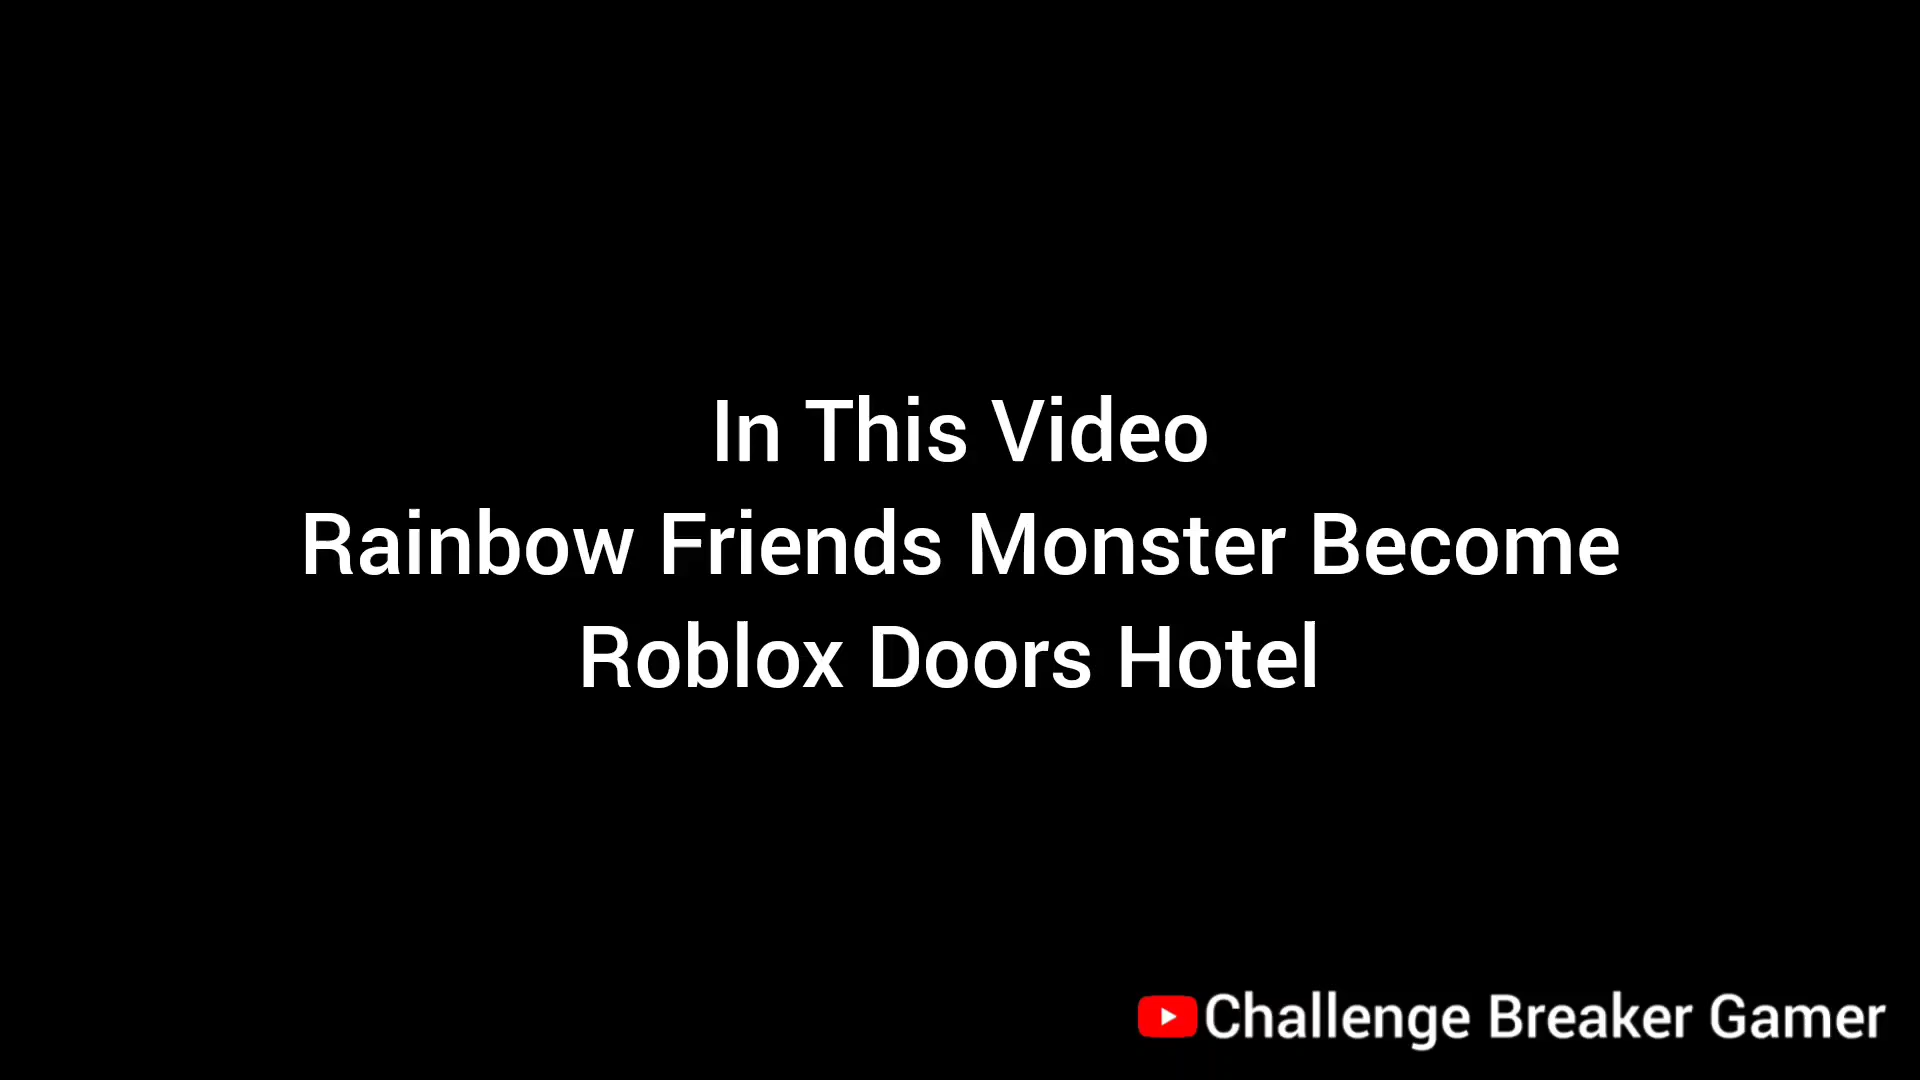 In This Video
Rainbow Friends Monster Become
Roblox Doors Hotel
Challenge Breaker Gamer